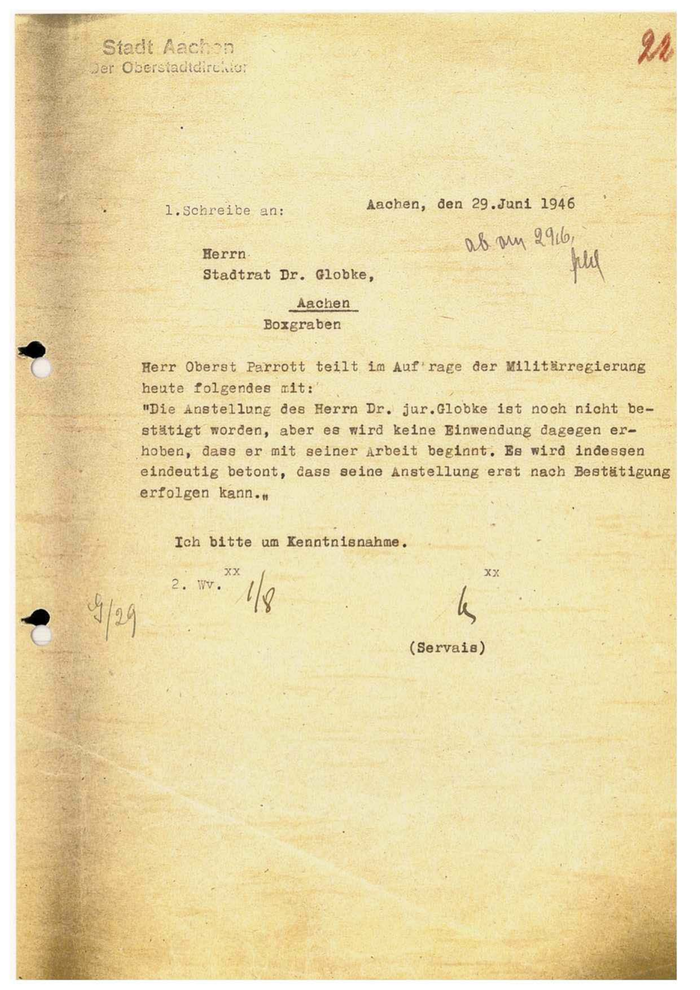 Stadt Aachen
Der Oberstadtdirektor
22
1.Schreibe an:
Aachen, den 29.Juni 1946
ab am 29/6.
Herrn
Stadtrat Dr. Globke,
Aachen
Boxgraben
Herr Oberst Parrott teilt im Auf'rage der Militärregierung
heute folgendes mit:
"Die Anstellung des Herrn Dr. jur.Globke ist noch nicht be-
stätigt worden, aber es wird keine Einwendung dagegen er-
hoben, dass er mit seiner Arbeit beginnt. Es wird indessen
eindeutig betont, dass seine Anstellung erst nach Bestätigung
erfolgen kann.„
Ich bitte um Kenntnisnahme.
2. Wv. xx 1/8
xx
G/29
(Servais)